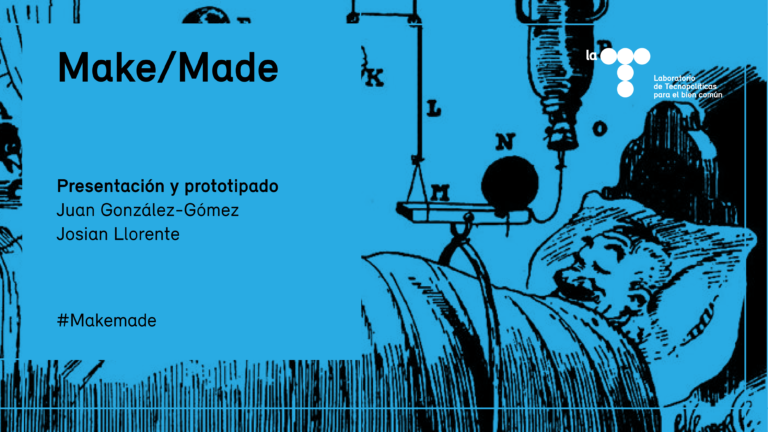 Make/Made
Presentación y prototipado
Juan González-Gómez
Josian Llorente
#Makemade
la
Laboratorio
de Tecnopolíticas
para el bien común
K
L
M
N
O